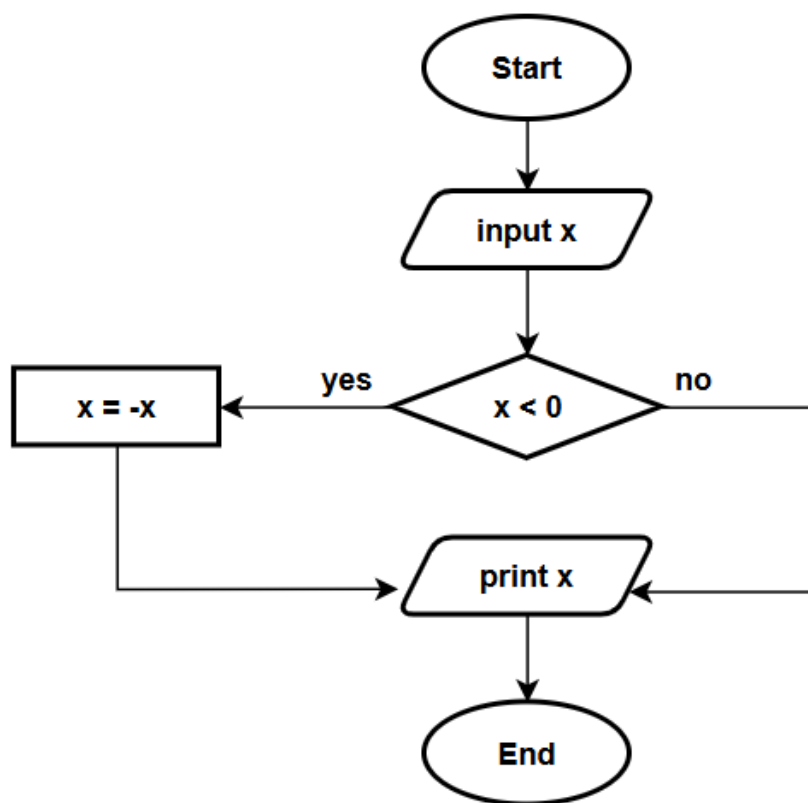 Start
input x
yes
no
x = -x
x < 0
print x
End